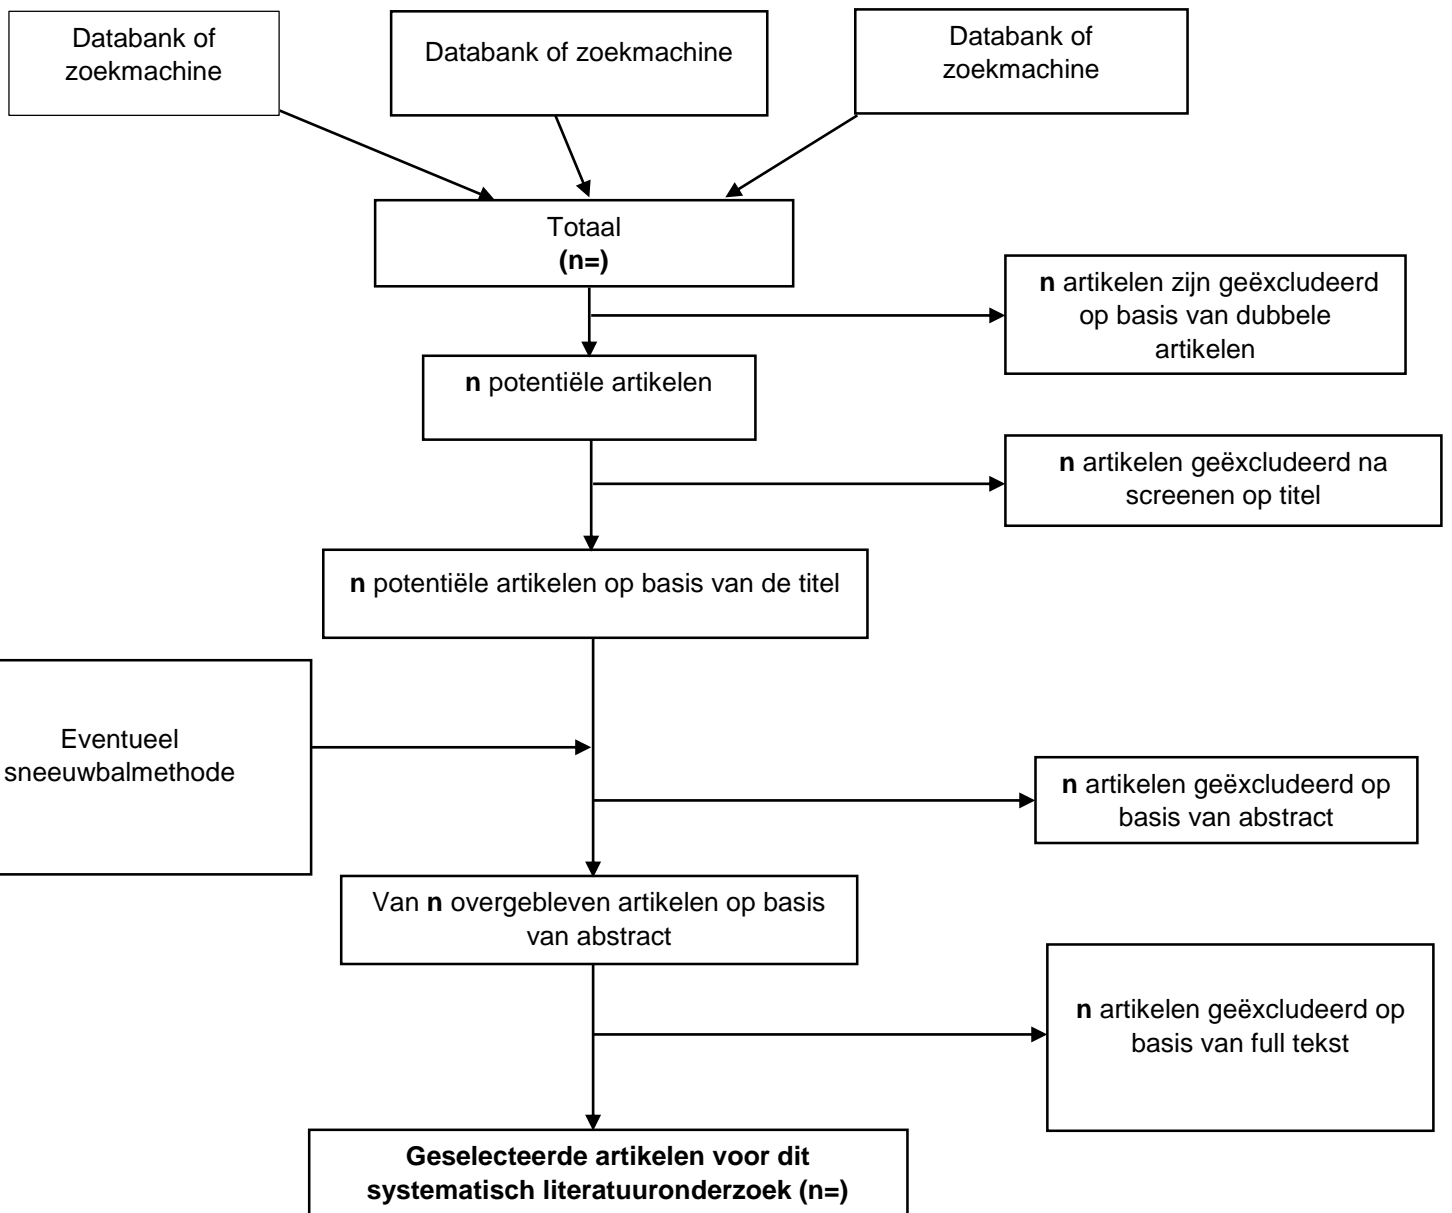 Databank of
zoekmachine
Databank of zoekmachine
Databank of
zoekmachine
Totaal
(n=)
n artikelen zijn geëxcludeerd
op basis van dubbele
artikelen
n potentiële artikelen
n artikelen geëxcludeerd na
screenen op titel
n potentiële artikelen op basis van de titel
Eventueel
sneeuwbalmethode
n artikelen geëxcludeerd op
basis van abstract
Van n overgebleven artikelen op basis
van abstract
n artikelen geëxcludeerd op
basis van full tekst
Geselecteerde artikelen voor dit
systematisch literatuuronderzoek (n=)